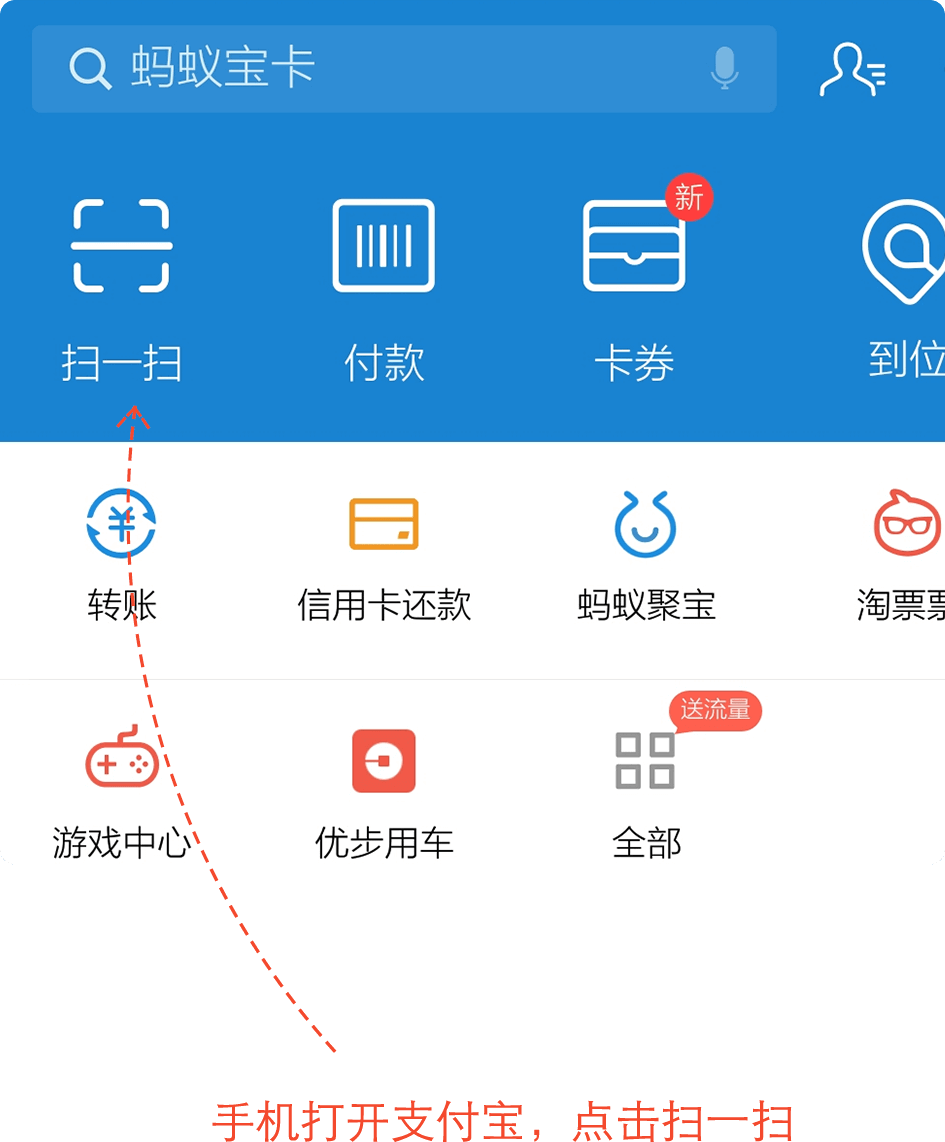 蚂蚁宝卡
新
扫一扫
付款
卡券
到位
转账
信用卡还款
蚂蚁聚宝
淘票票
送流量
游戏中心
优步用车
全部
手机打开支付宝，点击扫一扫